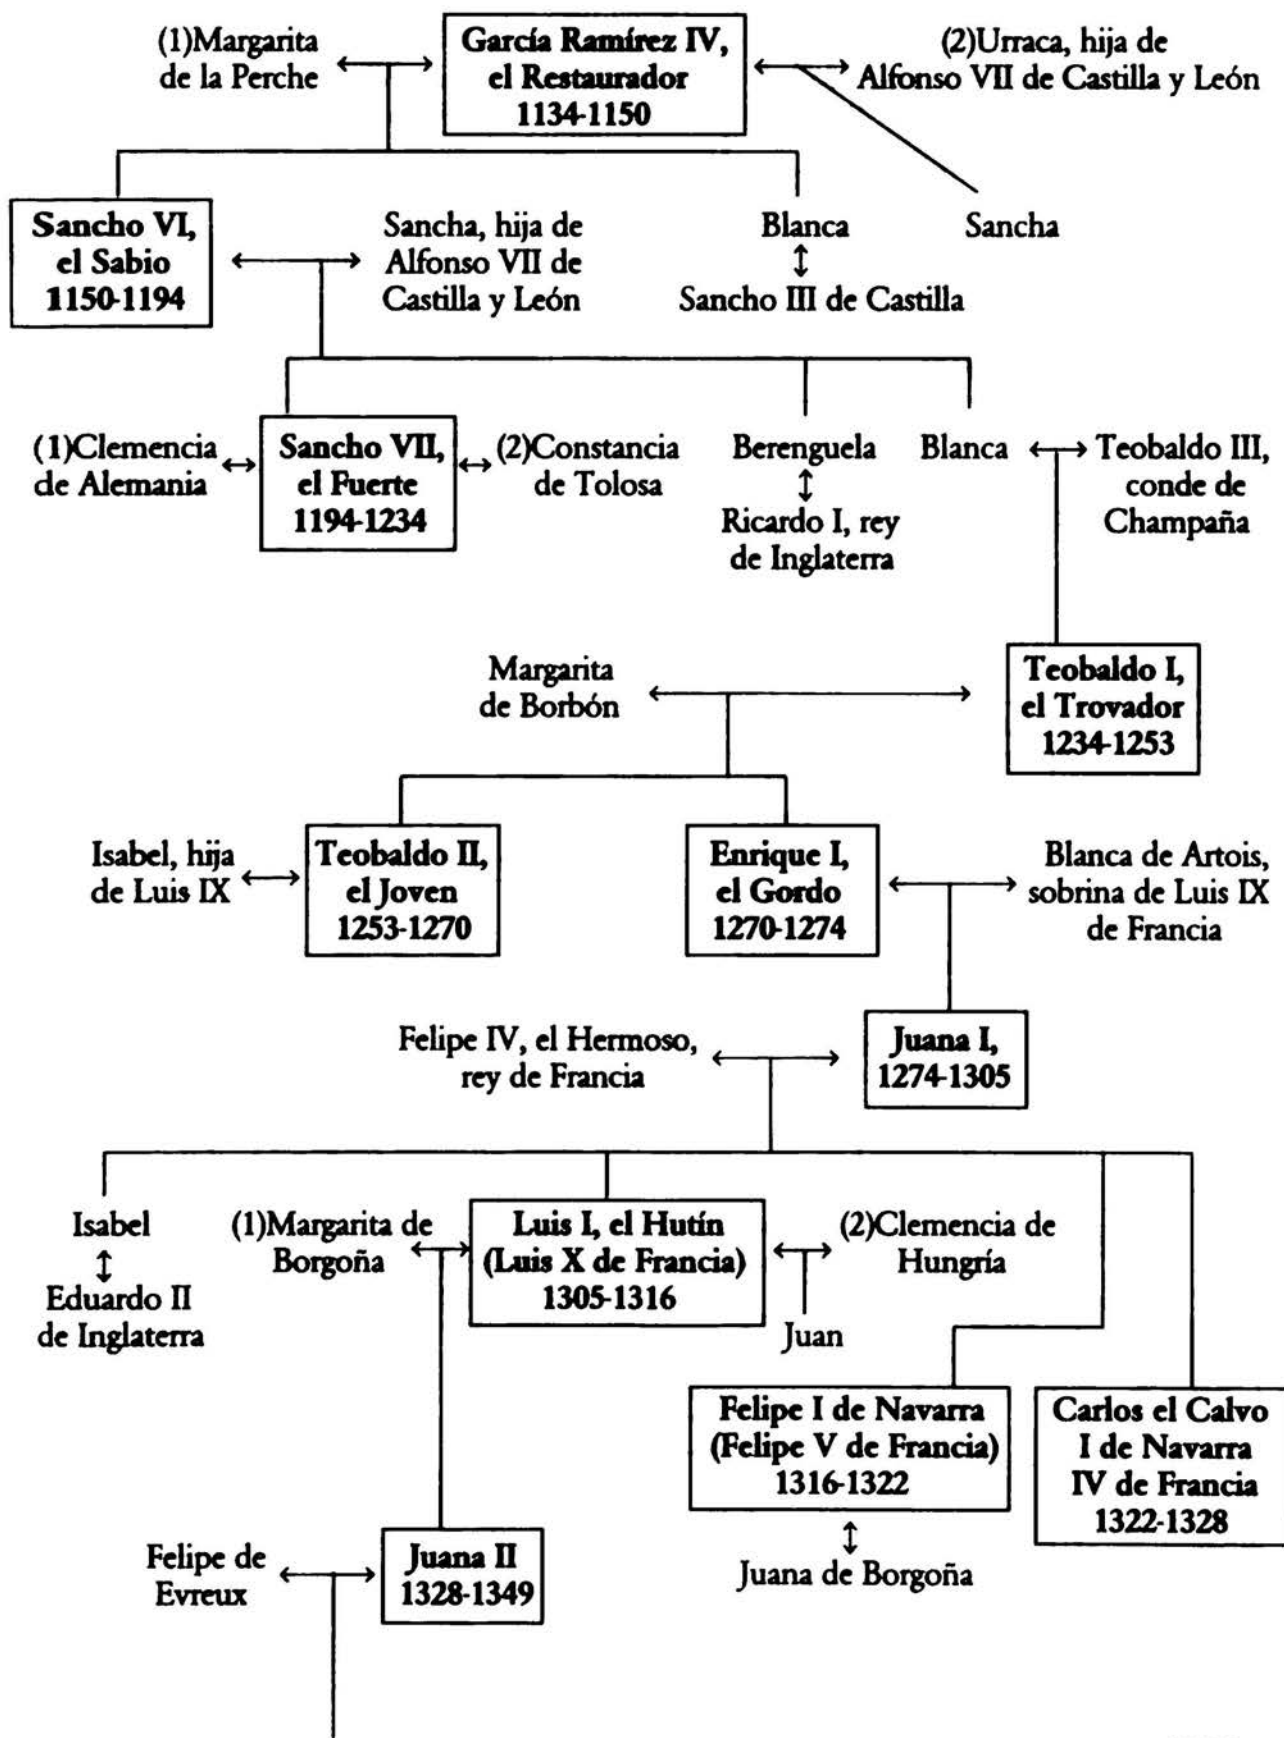 (1)Margarita
de la Perche
García Ramírez IV,
el Restaurador
1134-1150
(2)Urraca, hija de
Alfonso VII de Castilla y León
Sancho VI,
el Sabio
1150-1194
Sancha, hija de
Alfonso VII de
Castilla y León
Blanca
Sancho III de Castilla
Sancha
(1)Clemencia
de Alemania
Sancho VII,
el Fuerte
1194-1234
(2)Constancia
de Tolosa
Berenguela
Ricardo I, rey
de Inglaterra
Blanca
Teobaldo III,
conde de
Champaña
Margarita
de Borbón
Teobaldo I,
el Trovador
1234-1253
Isabel, hija
de Luis IX
Teobaldo II,
el Joven
1253-1270
Enrique I,
el Gordo
1270-1274
Blanca de Artois,
sobrina de Luis IX
de Francia
Felipe IV, el Hermoso,
rey de Francia
Juana I,
1274-1305
Isabel
Eduardo II
de Inglaterra
(1)Margarita de
Borgoña
Luis I, el Hutín
(Luis X de Francia)
1305-1316
(2)Clemencia de
Hungría
Juan
Felipe I de Navarra
(Felipe V de Francia)
1316-1322
Juana de Borgoña
Carlos el Calvo
I de Navarra
IV de Francia
1322-1328
Felipe de
Evreux
Juana II
1328-1349